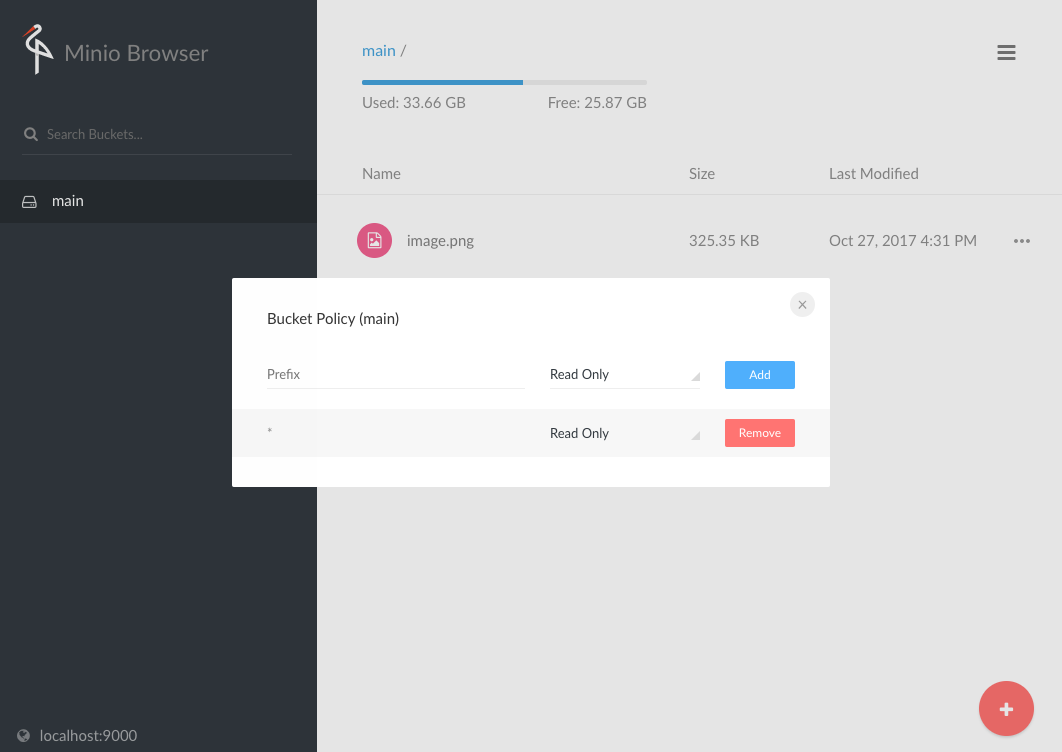 Minio Browser
Search Buckets...
main
main /
Used: 33.66 GB Free: 25.87 GB
Name Size Last Modified
image.png 325.35 KB Oct 27, 2017 4:31 PM
Bucket Policy (main)
Prefix Read Only Add
* Read Only Remove
localhost:9000